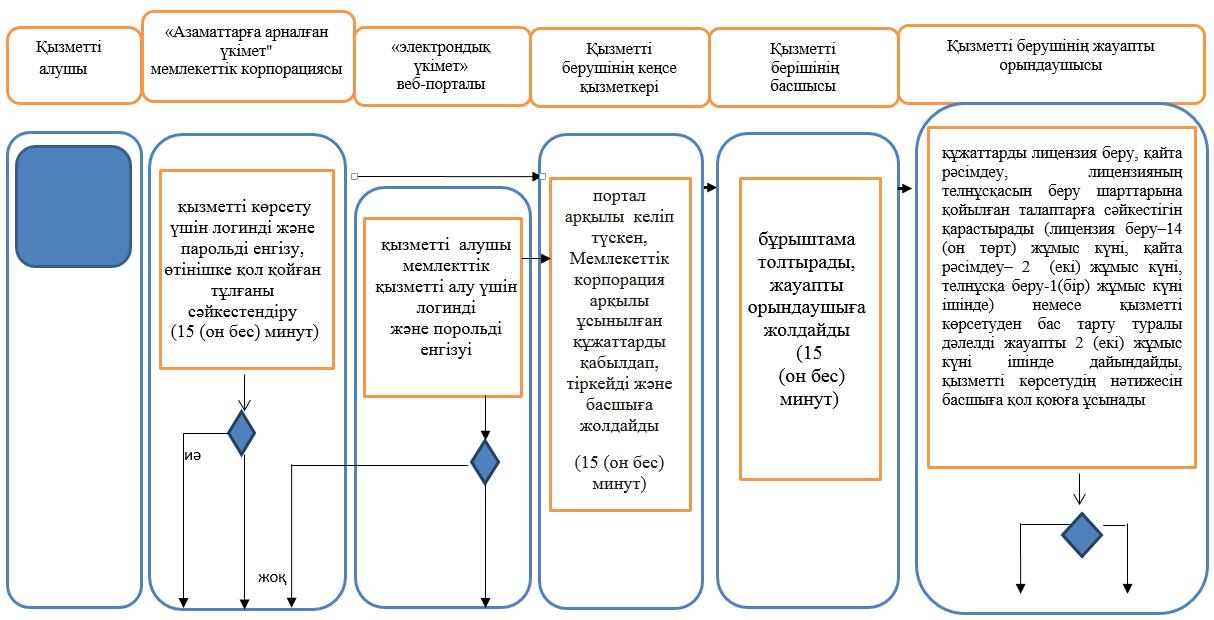 Қызметті
алушы
«Азаматтарға арналған
үкімет"
мемлекеттік корпорациясы
«электрондық
үкімет»
веб-порталы
Қызметті
берушінің кеңсе
қызметкері
Қызметті
берішінің
басшысы
Қызметті берушінің жауапты
орындаушысы
қызметті көрсету
үшін логинді және
парольді енгізу,
өтінішке қол қойған
тұлғаны
сәйкестендіру
(15 (он бес) минут)
иә
жоқ
қызметті алушы
мемлекттік
қызметті алу үшін
логинді
және порольді
енгізуі
портал
арқылы келіп
түскен,
Мемлекеттік
корпорация
арқылы
ұсынылған
құжаттарды
қабылдап,
тіркейді және
басшыға
жолдайды
(15 (он бес)
минут)
бұрыштама
толтырады,
жауапты
орындаушыға
жолдайды
(15
(он бес)
минут)
құжаттарды лицензия беру, қайта
рәсімдеу, лицензияның
телнұсқасын беру шарттарына
қойылған талаптарға сәйкестігін
қарастырады (лицензия беру–14
(он төрт) жұмыс күні, қайта
рәсімдеу– 2 (екі) жұмыс күні,
телнұсқа беру-1(бір) жұмыс күні
ішінде) немесе қызметті
көрсетуден бас тарту туралы
дәлелді жауапты 2 (екі) жұмыс
күні ішінде дайындайды,
қызметті көрсетудің нәтижесін
басшыға қол қоюға ұсынады